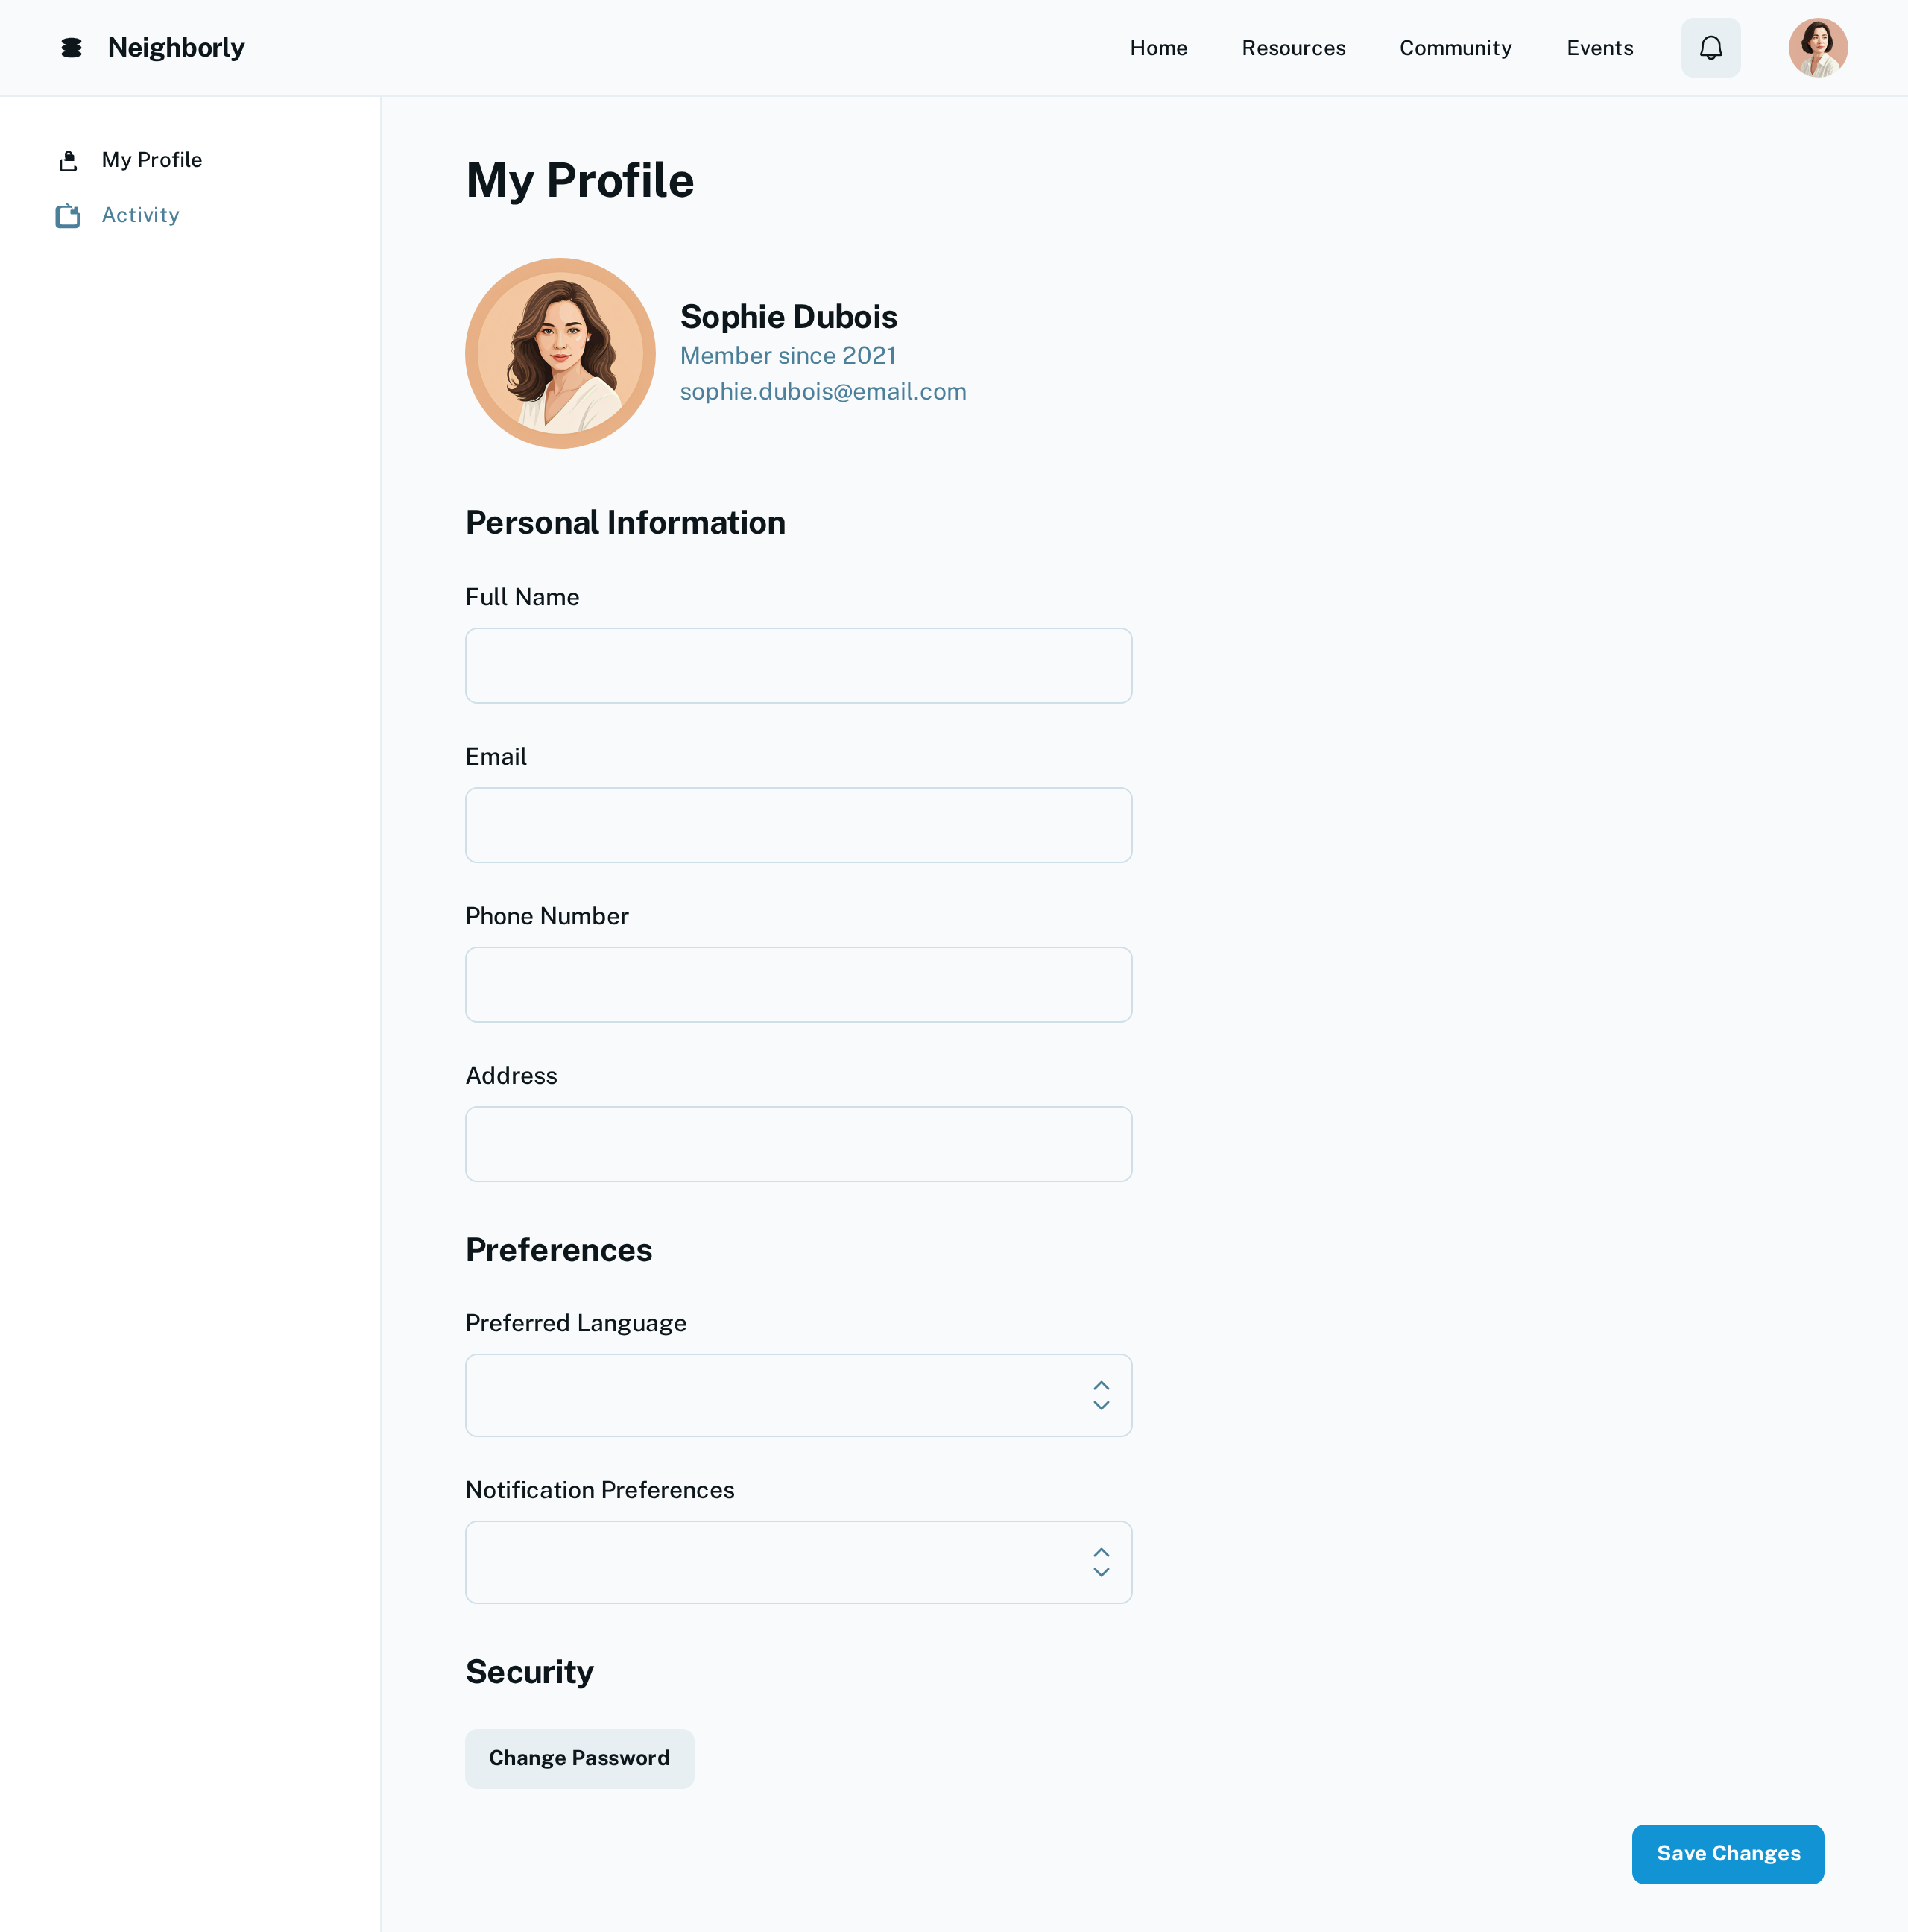 Neighborly
Home
Resources
Community
Events
My Profile
Activity
My Profile
Sophie Dubois
Member since 2021
sophie.dubois@email.com
Personal Information
Full Name
Email
Phone Number
Address
Preferences
Preferred Language
Notification Preferences
Security
Change Password
Save Changes